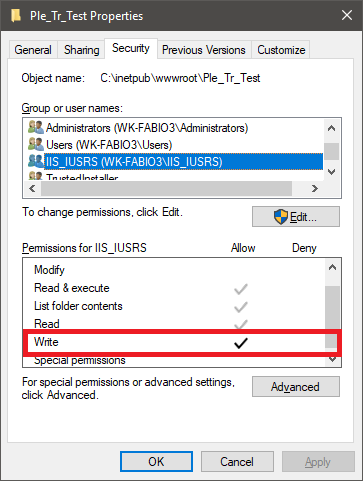 Ple_Tr_Test Properties
General Sharing Security Previous Versions Customize
Object name: C:\inetpub\wwwroot\Ple_Tr_Test
Group or user names:
Administrators (WK-FABIO3\Administrators)
Users (WK-FABIO3\Users)
IIS_IUSRS (WK-FABIO3\IIS_IUSRS)
TrustedInstaller
To change permissions, click Edit.
Edit...
Permissions for IIS_IUSRS Allow Deny
Modify
Read & execute
List folder contents
Read
Write
Special permissions
For special permissions or advanced settings,
click Advanced.
Advanced
OK Cancel Apply